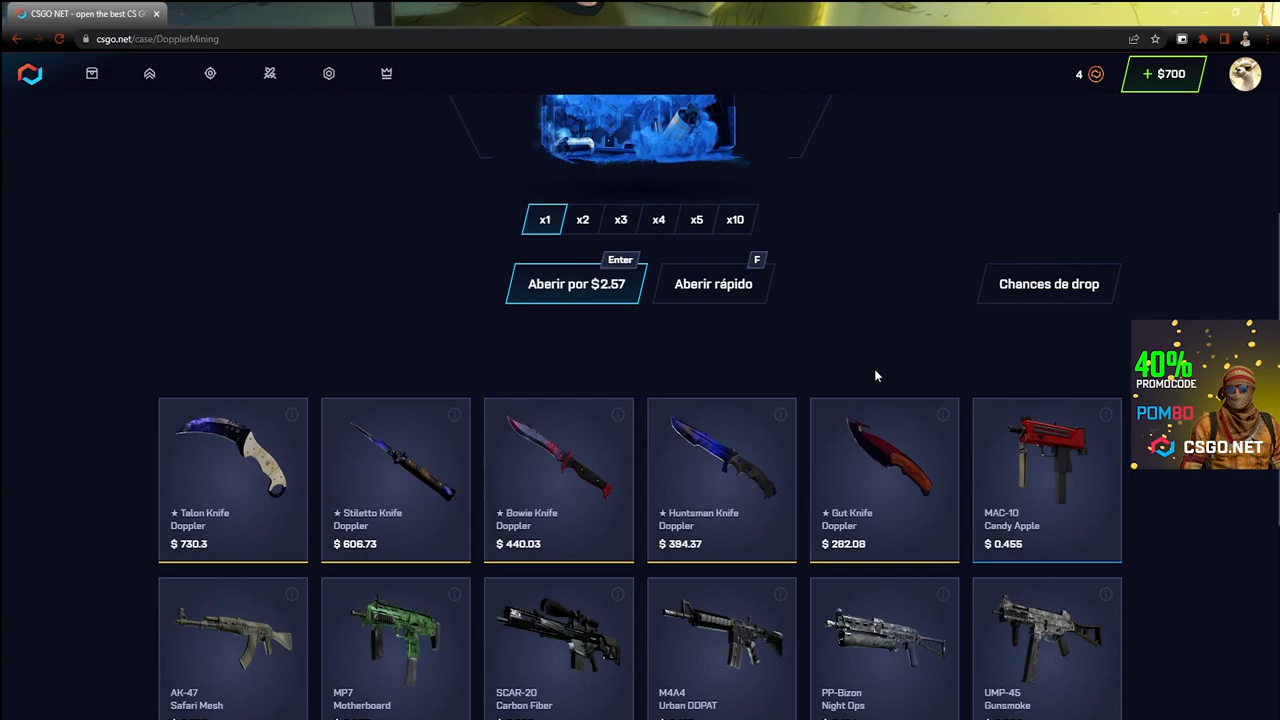 CSGO NET - open the best CS G
csgo.net/case/DopplerMining
4
+ $700
x1 x2 x3 x4 x5 x10
Enter
F
Aberir por $2.57
Aberir rápido
Chances de drop
40%
PROMOCODE
POM80
CSGO.NET
★ Talon Knife
Doppler
$ 730.3
★ Stiletto Knife
Doppler
$ 606.73
★ Bowie Knife
Doppler
$ 440.03
★ Huntsman Knife
Doppler
$ 394.37
★ Gut Knife
Doppler
$ 282.08
MAC-10
Candy Apple
$ 0.455
AK-47
Safari Mesh
MP7
Motherboard
SCAR-20
Carbon Fiber
M4A4
Urban DDPAT
PP-Bizon
Night Ops
UMP-45
Gunsmoke